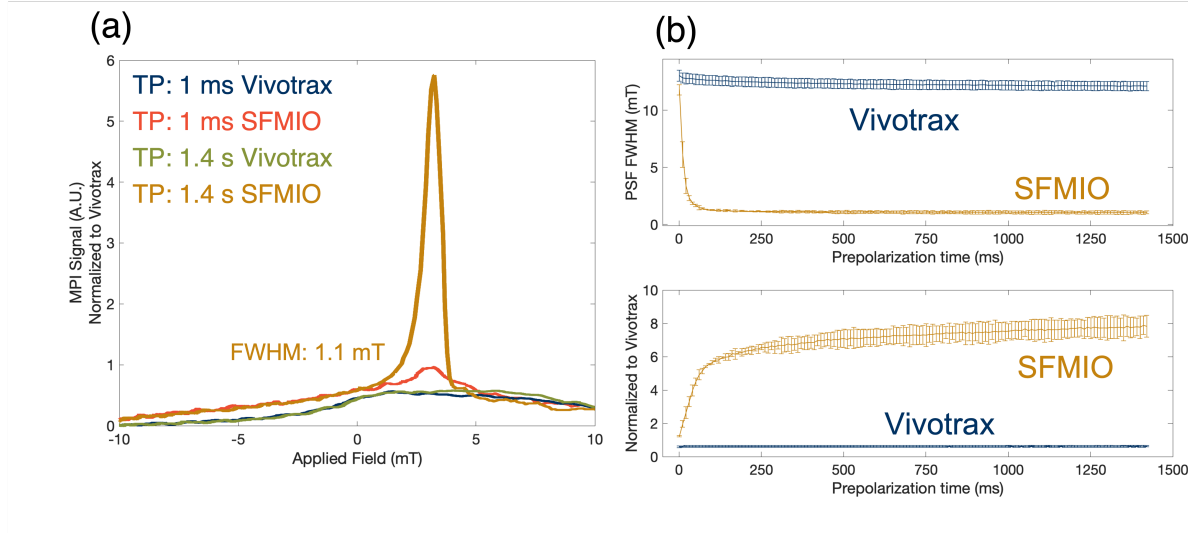 (a)
6
5
4
3
2
1
0
MPI Signal (A.U.)
Normalized to Vivotrax
TP: 1 ms Vivotrax
TP: 1 ms SFMIO
TP: 1.4 s Vivotrax
TP: 1.4 s SFMIO
FWHM: 1.1 mT
-10 -5 0 5 10
Applied Field (mT)
(b)
10
5
0
PSF FWHM (mT)
Vivotrax
SFMIO
0 250 500 750 1000 1250 1500
Prepolarization time (ms)
10
8
6
4
2
0
Normalized to Vivotrax
SFMIO
Vivotrax
0 250 500 750 1000 1250 1500
Prepolarization time (ms)